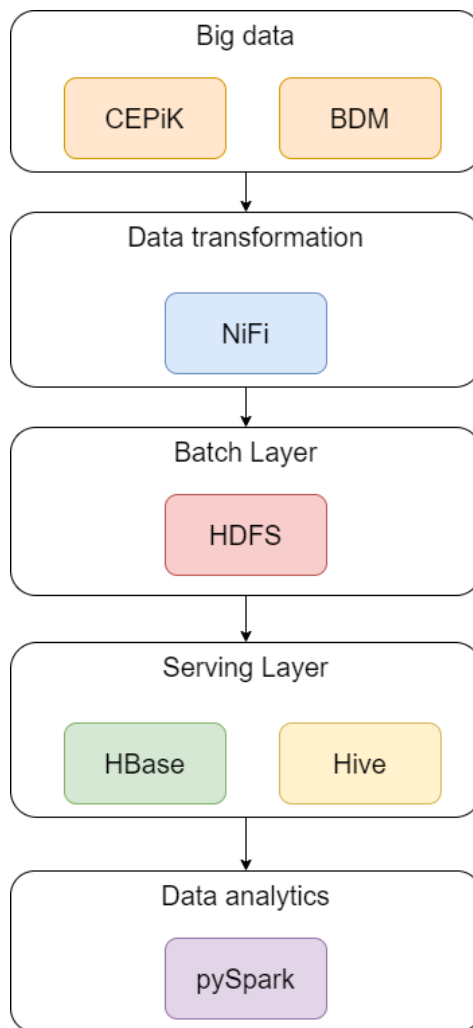 Big data
CEPiK BDM
Data transformation
NiFi
Batch Layer
HDFS
Serving Layer
HBase Hive
Data analytics
pySpark